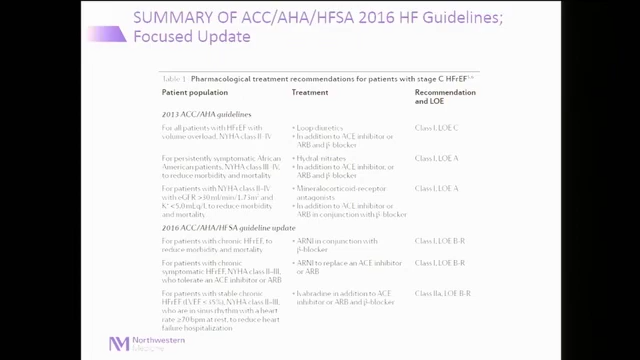 SUMMARY OF ACC/AHA/HFSA 2016 HF Guidelines;
Focused Update
Table 1 Pharmacological treatment recommendations for patients with stage C HFrEF
Patient population Treatment Recommendation
and LOE
2013 ACC/AHA guidelines
For all patients with HFrEF with • Loop diuretics Class I, LOE C
volume overload, NYHA class II–IV • In addition to ACE inhibitor or
ARB and β-blocker
For persistently symptomatic African • Hydral-nitrates Class I, LOE A
American patients, NYHA class III–IV, • In addition to ACE inhibitor or
to reduce morbidity and mortality ARB and β-blocker
For patients with NYHA class II–IV • Mineralocorticoid-receptor Class I, LOE A
with eGFR >30 ml/min/1.73m² and antagonists
K⁺ <5.0mEq/l, to reduce morbidity • In addition to ACE inhibitor or
and mortality ARB in conjunction with β-blocker
2016 ACC/AHA/HFSA guideline update
For patients with chronic HFrEF, to • ARNI in conjunction with Class I, LOE B-R
reduce morbidity and mortality β-blocker
For patients with chronic • ARNI to replace an ACE inhibitor Class I, LOE B-R
symptomatic HFrEF, NYHA class II–III, or ARB
who tolerate an ACE inhibitor or ARB
For patients with stable chronic • Ivabradine in addition to ACE Class IIa, LOE B-R
HFrEF (LVEF ≤35%), NYHA class II–III, inhibitor or ARB and β-blocker
who are in sinus rhythm with a heart
rate ≥70 bpm at rest, to reduce heart
failure hospitalization
NM Northwestern
Medicine